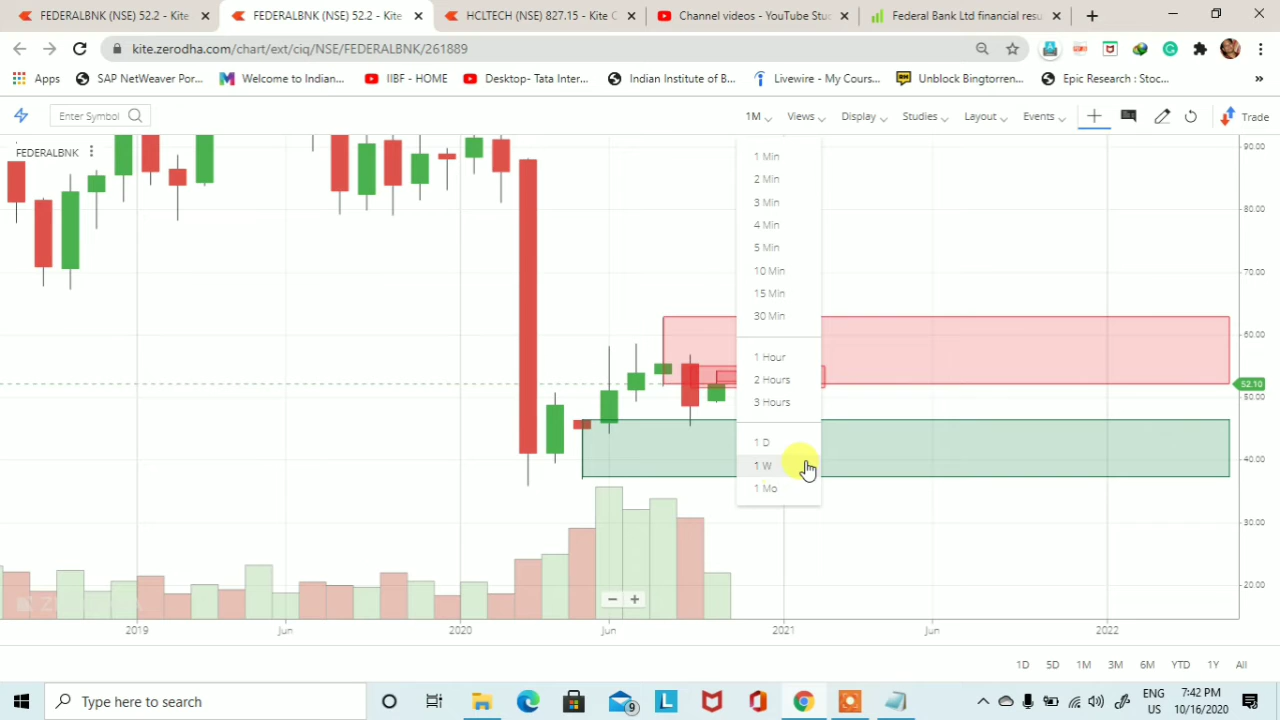 FEDERALBNK (NSE) 52.2 - Kite
FEDERALBNK (NSE) 52.2 - Kite
HCLTECH (NSE) 827.15 - Kite C
Channel videos - YouTube Stu
Federal Bank Ltd financial resu
kite.zerodha.com/chart/ext/ciq/NSE/FEDERALBNK/261889
Apps
SAP NetWeaver Por...
Welcome to Indian...
IIBF - HOME
Desktop- Tata Inter...
Indian Institute of B...
Livewire - My Cours...
Unblock Bingtorren...
Epic Research : Stoc...
»
Enter Symbol
1M
Views
Display
Studies
Layout
Events
Trade
FEDERALBNK
1 Min
2 Min
3 Min
4 Min
5 Min
10 Min
15 Min
30 Min
1 Hour
2 Hours
3 Hours
1 D
1 W
1 Mo
90.00
80.00
70.00
60.00
52.10
50.00
40.00
30.00
20.00
2019
Jun
2020
Jun
2021
Jun
2022
1D
5D
1M
3M
6M
YTD
1Y
All
Type here to search
9
L
ENG
US
7:42 PM
10/16/2020